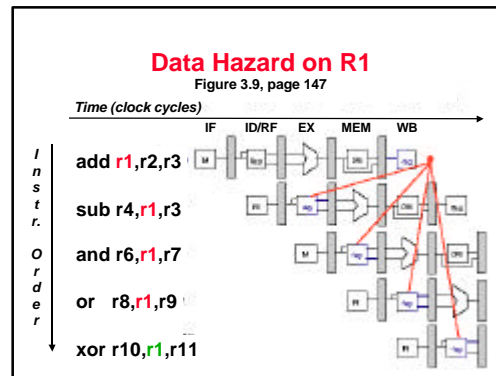 Data Hazard on R1
Figure 3.9, page 147
Time (clock cycles)
IF ID/RF EX MEM WB
Instr. Order
add r1,r2,r3
sub r4,r1,r3
and r6,r1,r7
or r8,r1,r9
xor r10,r1,r11